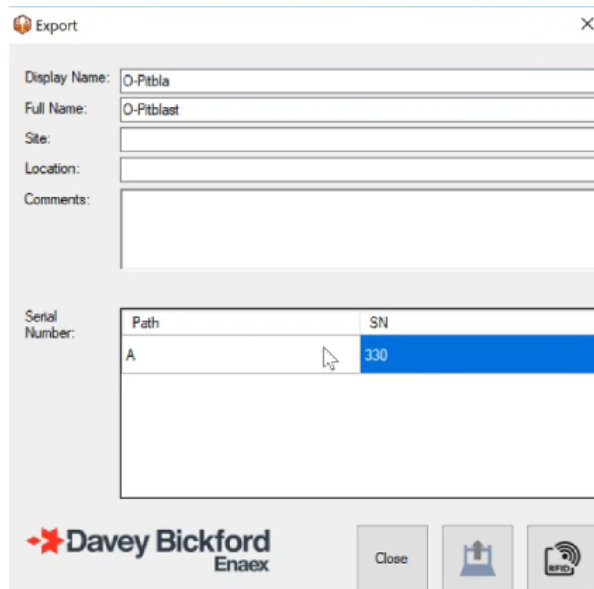 Export
Display Name: O-Pitbla
Full Name: O-Pitblast
Site:
Location:
Comments:
Serial
Number:
Path SN
A 330
Davey Bickford
Enaex
Close
RFID